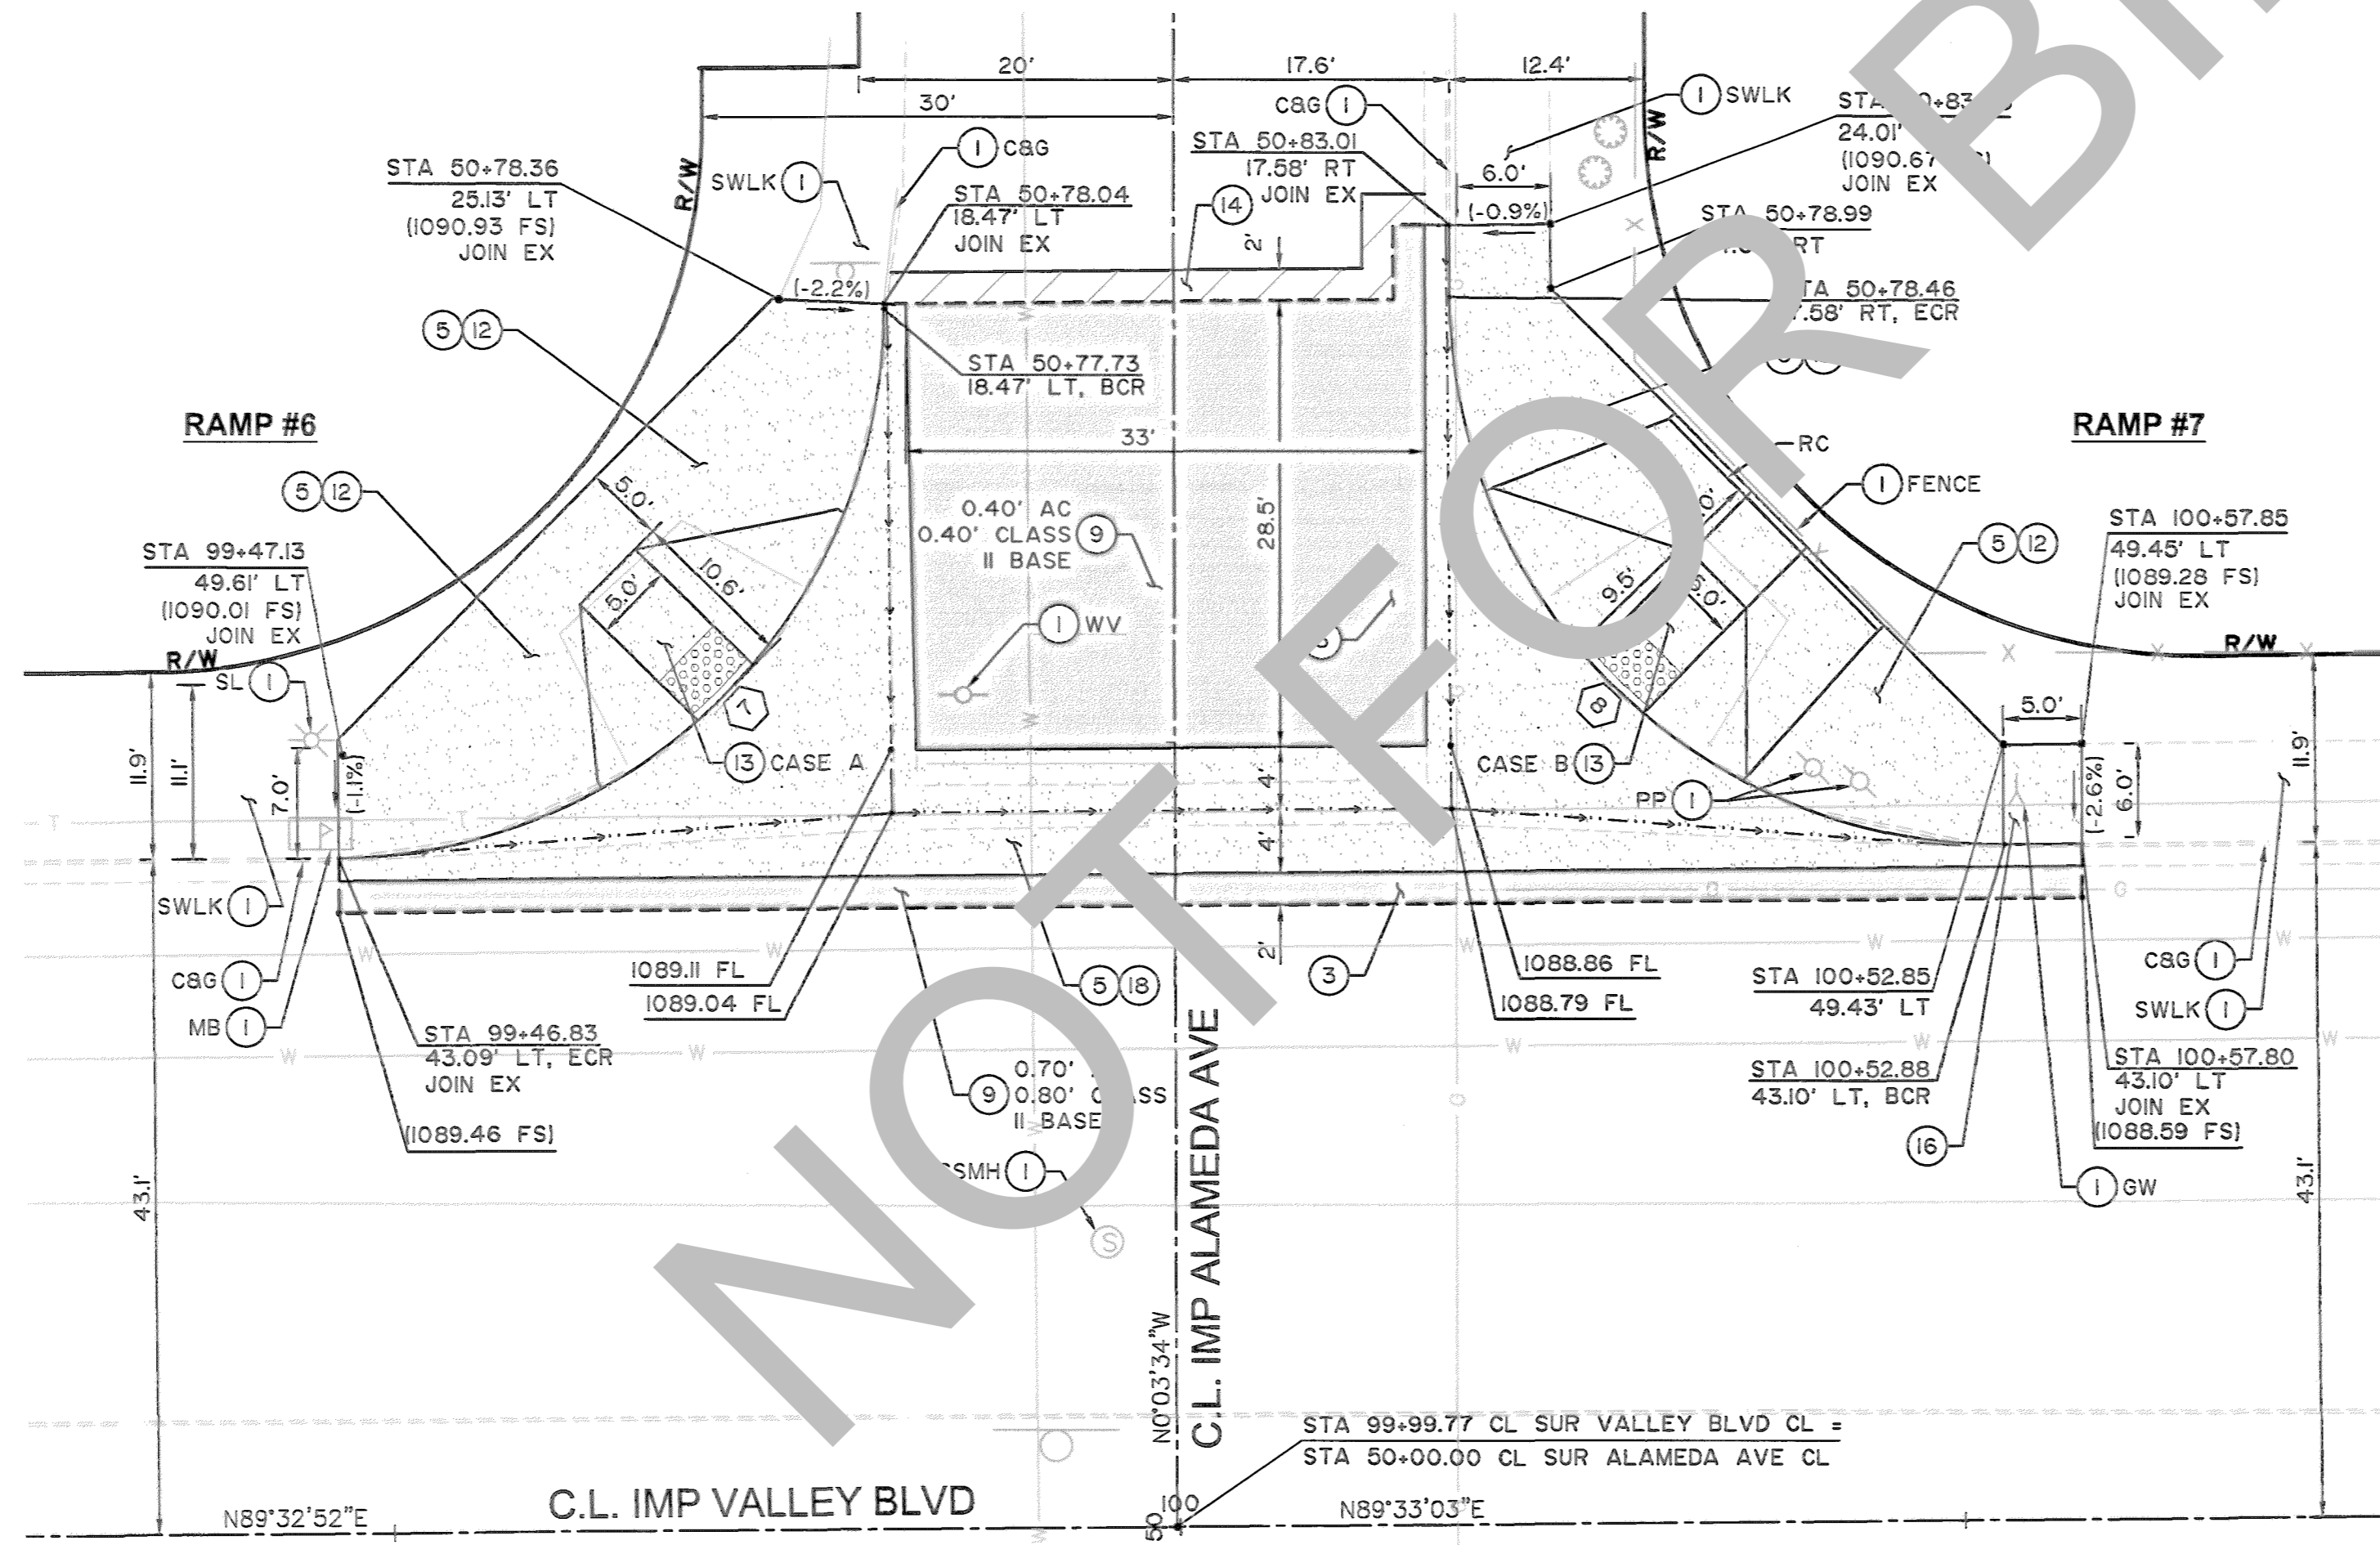 20'
17.6'
12.4'
30'
C&G 1
1 SWLK
STA 50+83.01
17.58' RT
JOIN EX
24.01'
JOIN EX
R/W
R/W
STA 50+78.36
25.13' LT
(1090.93 FS)
JOIN EX
SWLK 1
1 C&G
STA 50+78.04
18.47' LT
JOIN EX
14
2'
6.0'
(-0.9%)
STA 50+78.99
RT
(-2.2%)
STA 50+78.46
RT, ECR
5 12
STA 50+77.73
18.47' LT, BCR
RAMP #6
RAMP #7
33'
RC
1 FENCE
5 12
5.0'
10.6'
5.0'
0.40' AC
0.40' CLASS 9
II BASE
28.5'
9.5'
5 12
STA 99+47.13
49.61' LT
(1090.01 FS)
JOIN EX
STA 100+57.85
49.45' LT
(1089.28 FS)
JOIN EX
1 WV
R/W
SL 1
R/W
7
8
5.0'
11.9'
11.1'
7.0'
(-1.1%)
13 CASE A
CASE B 13
PP 1
4'
4'
(-2.6%)
6.0'
11.9'
SWLK 1
C&G 1
MB 1
1089.11 FL
1089.04 FL
5 18
2'
3
1088.86 FL
1088.79 FL
STA 100+52.85
49.43' LT
C&G 1
SWLK 1
STA 99+46.83
43.09' LT, ECR
JOIN EX
(1089.46 FS)
9 0.70'
0.80'
II BASE
STA 100+52.88
43.10' LT, BCR
STA 100+57.80
43.10' LT
JOIN EX
(1088.59 FS)
16
1 GW
SSMH 1
S
43.1'
43.1'
C.L. IMP ALAMEDA AVE
N0°03'34"W
STA 99+99.77 CL SUR VALLEY BLVD CL =
STA 50+00.00 CL SUR ALAMEDA AVE CL
C.L. IMP VALLEY BLVD
N89°32'52"E
100
50
N89°33'03"E
NOT FOR